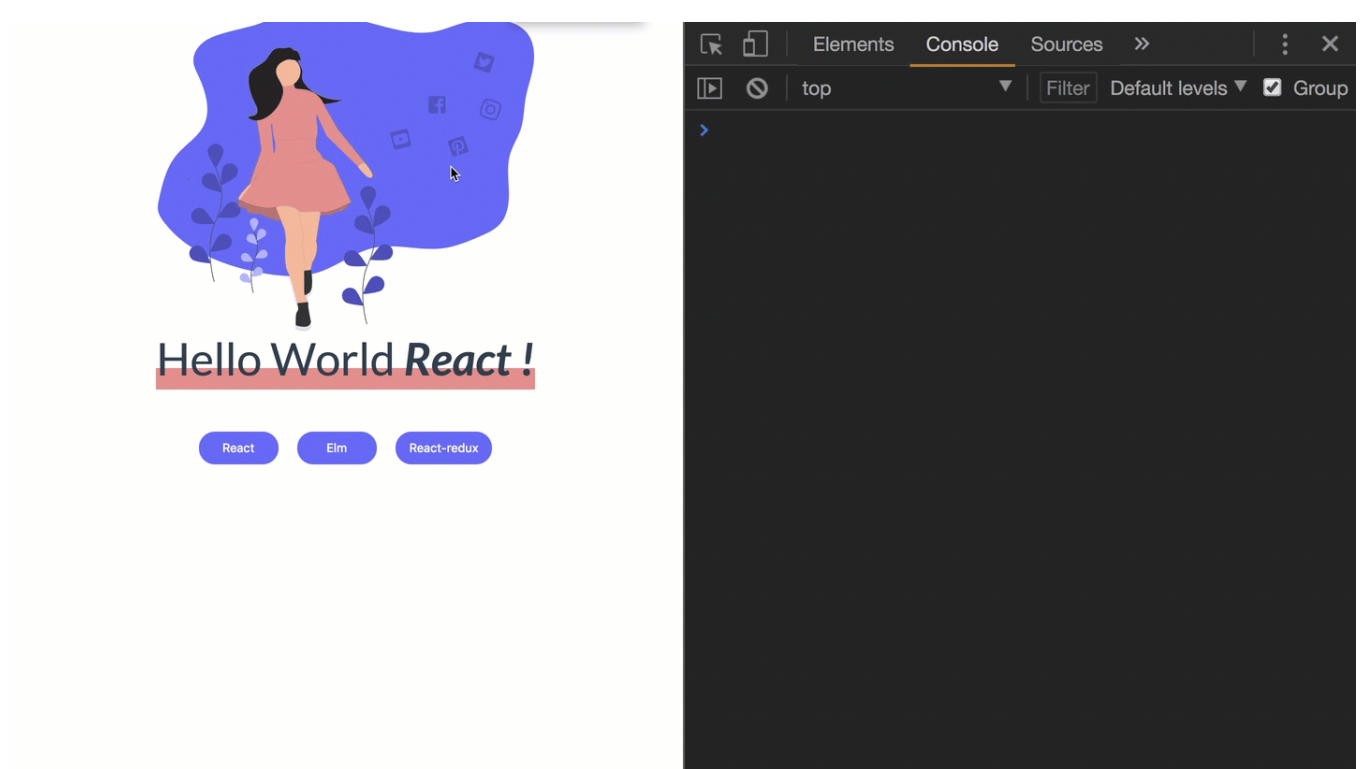 Hello World React !
React Elm React-redux
Elements Console Sources
top Filter Default levels Group